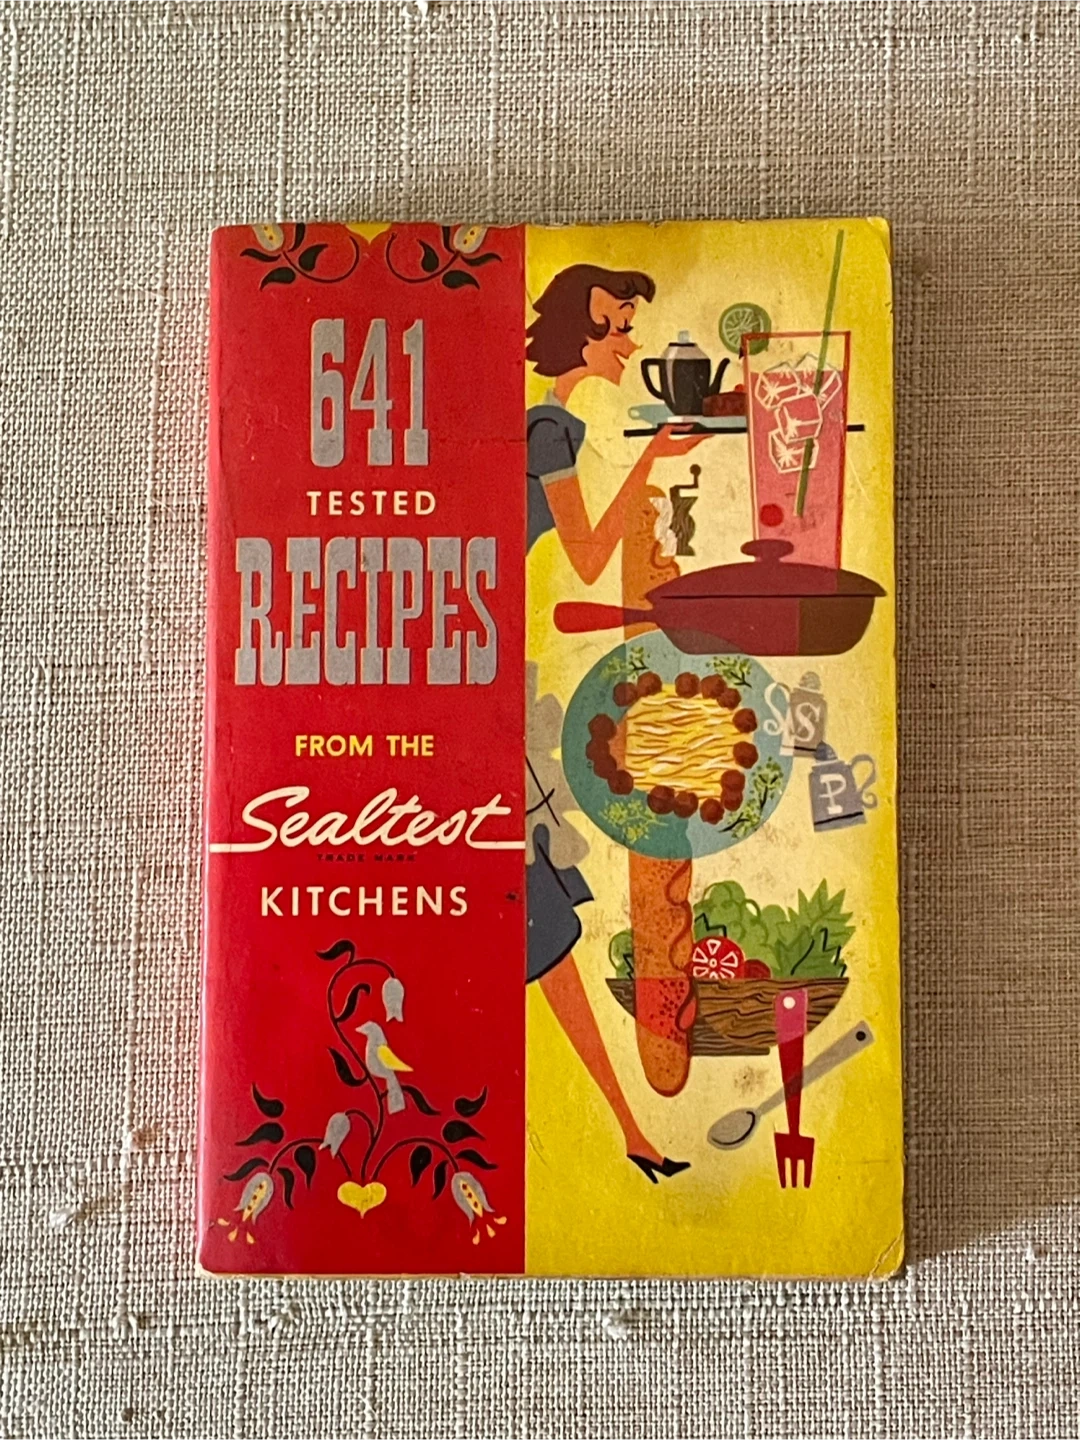 641
TESTED
RECIPES
FROM THE
Sealtest
TRADE MARK
KITCHENS
S
P